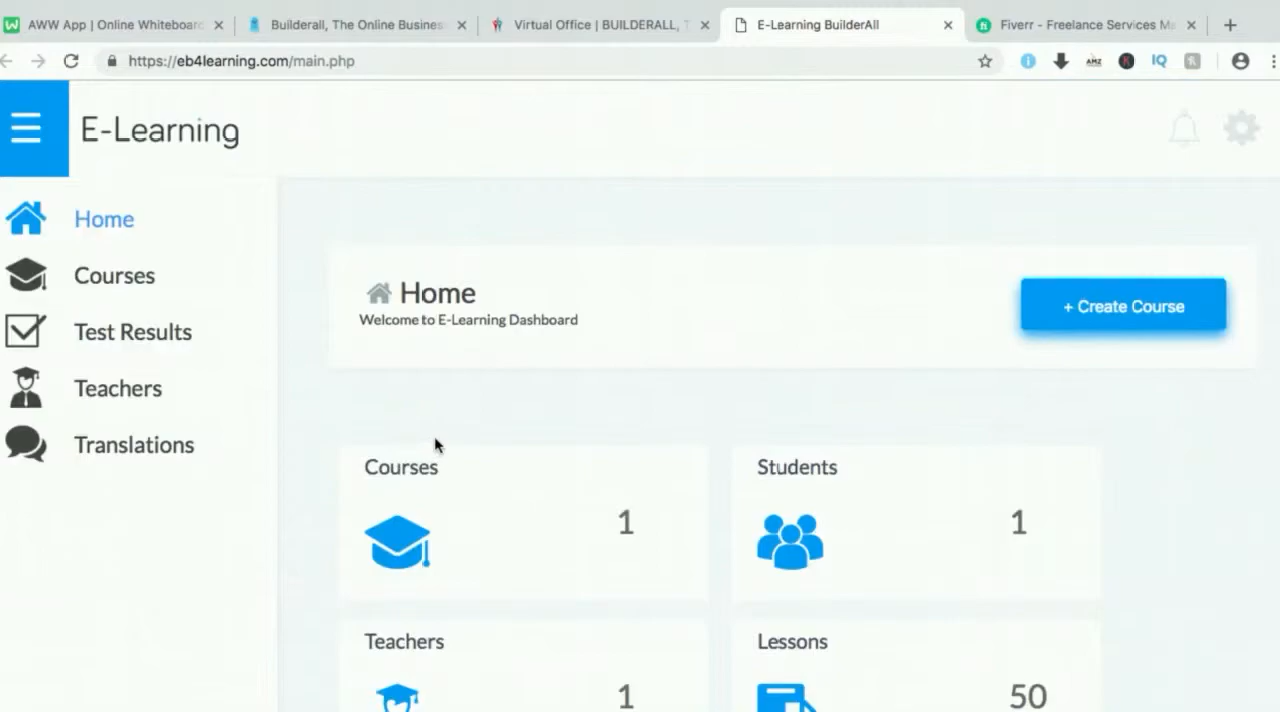 AWW App | Online Whiteboard
Builderall, The Online Busines
Virtual Office | BUILDERALL, T
E-Learning BuilderAll
Fiverr - Freelance Services Ma
https://eb4learning.com/main.php
AMZ
K
IQ
E-Learning
Home
Courses
Test Results
Teachers
Translations
Home
Welcome to E-Learning Dashboard
+ Create Course
Courses
1
Students
1
Teachers
1
Lessons
50